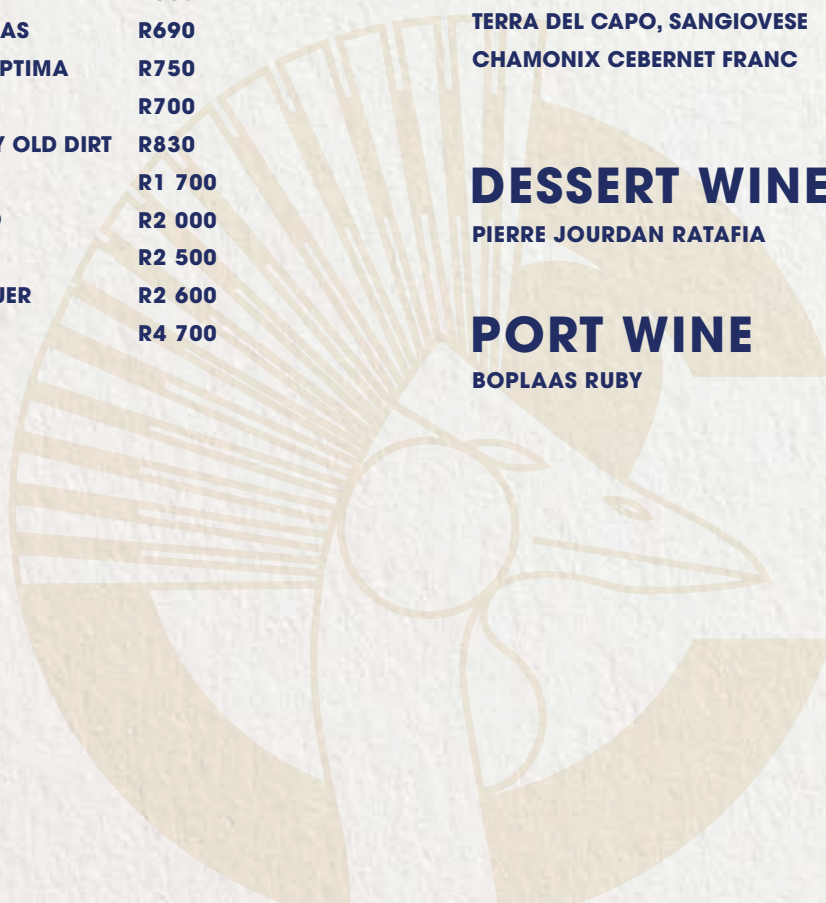 AS R690
PTIMA R750
R700
Y OLD DIRT R830
R1 700
R2 000
R2 500
UER R2 600
R4 700
TERRA DEL CAPO, SANGIOVESE
CHAMONIX CEBERNET FRANC
DESSERT WINE
PIERRE JOURDAN RATAFIA
PORT WINE
BOPLAAS RUBY